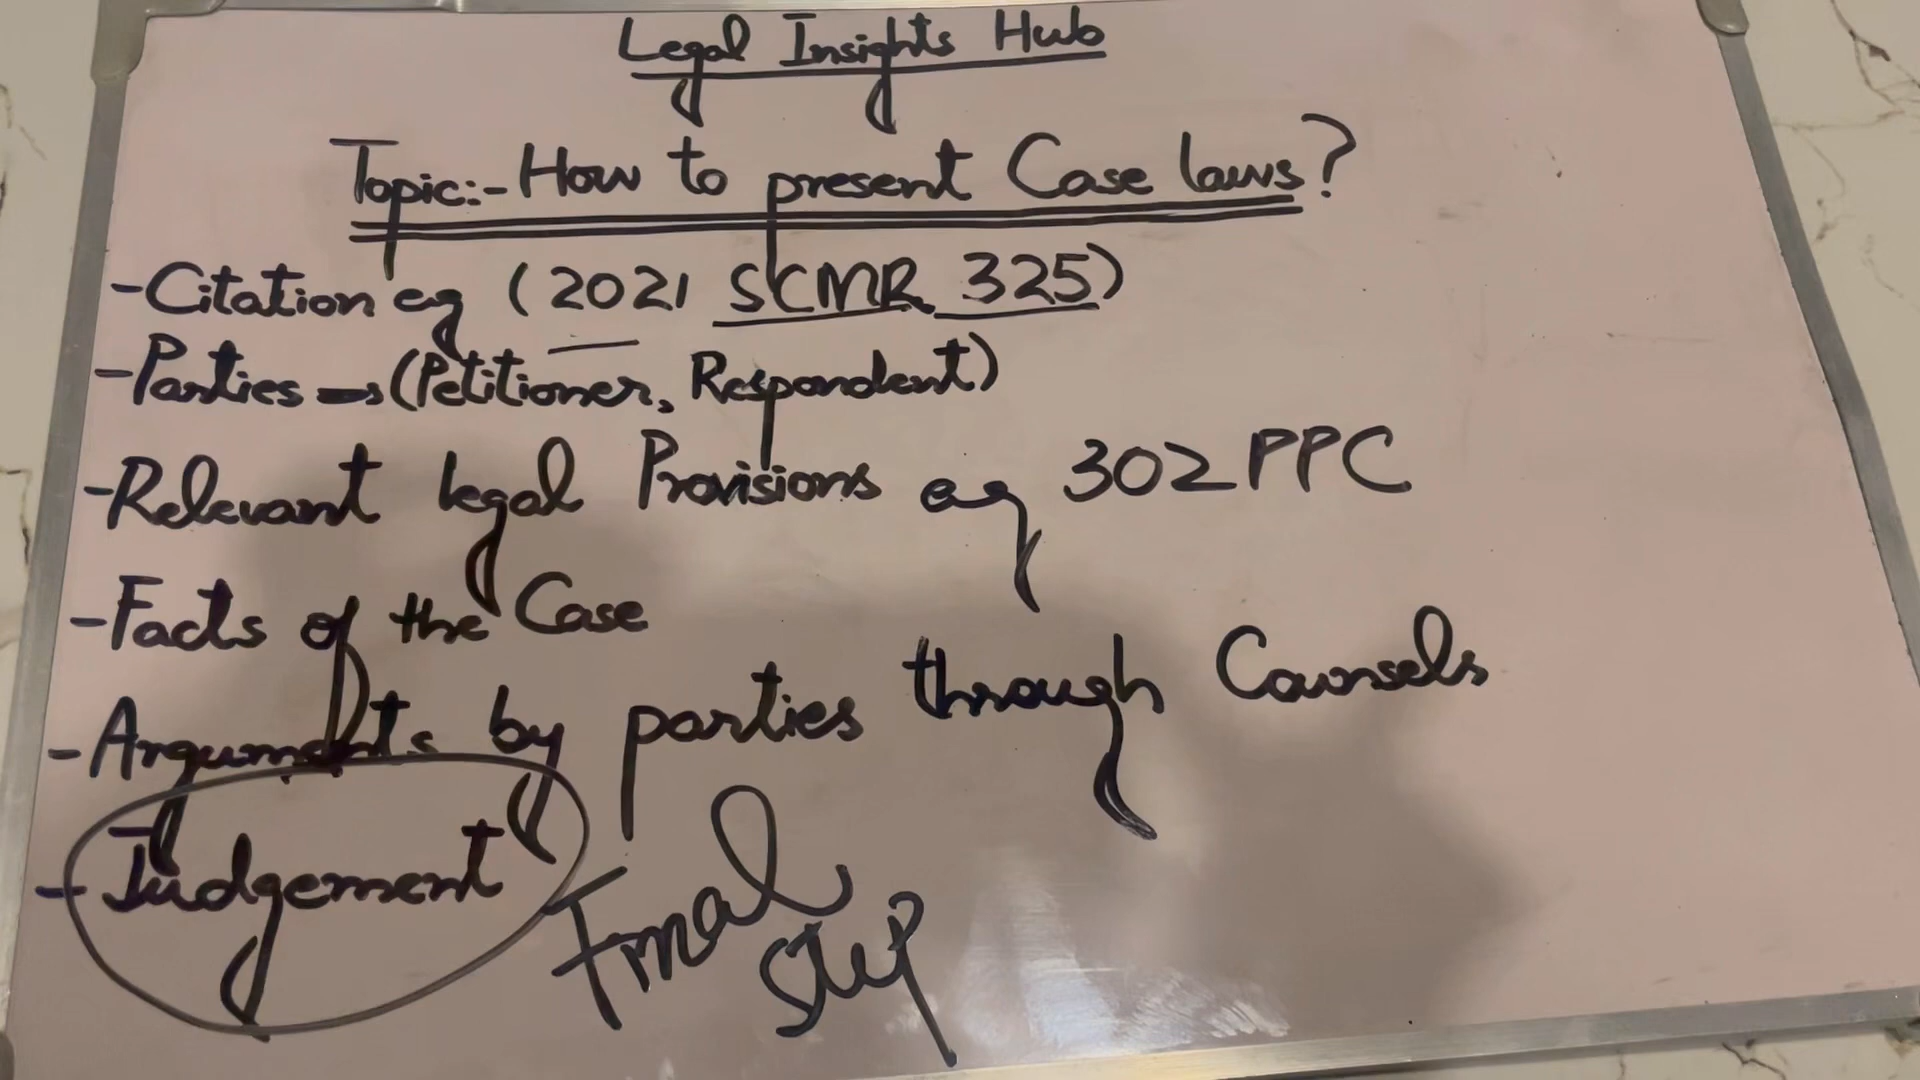 Legal Insights Hub
Topic:- How to present Case laws?
- Citation eg (2021 SCMR 325)
- Parties → (Petitioner, Respondent)
- Relevant legal Provisions eg 302 PPC
- Facts of the Case
- Arguments by parties through Counsels
- Judgement
Final
Step